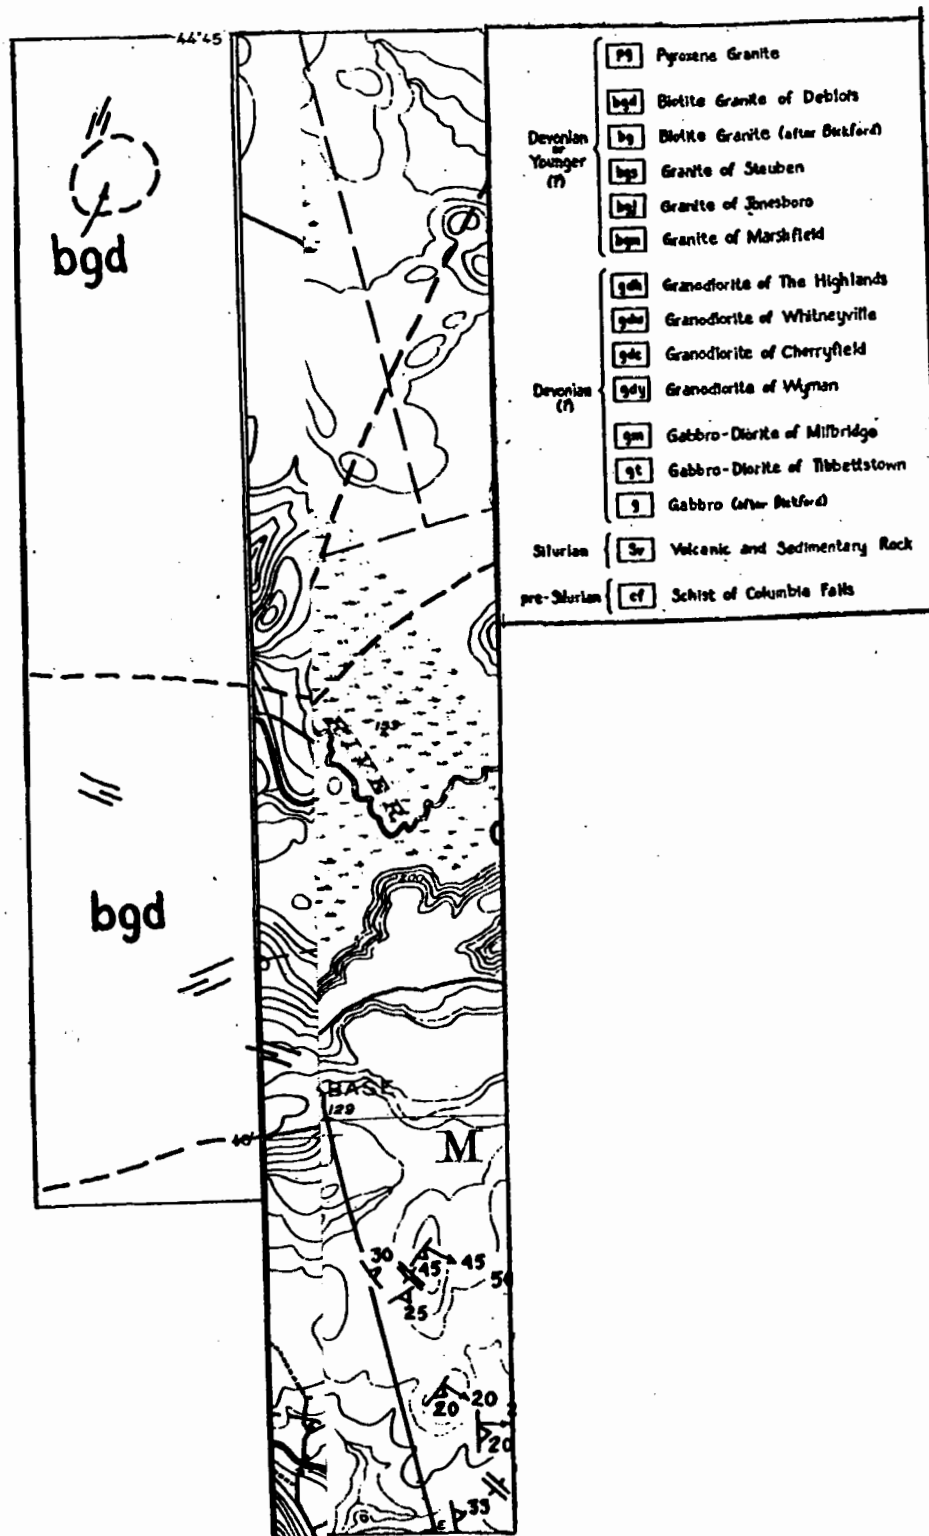 44°45'
bgd
Devonian
or
Younger
(?)
pg Pyroxene Granite
bgd Biotite Granite of Deblois
bg Biotite Granite (after Bickford)
bgs Granite of Steuben
bgj Granite of Jonesboro
bgm Granite of Marshfield
Devonian
(?)
gdh Granodiorite of The Highlands
gdw Granodiorite of Whitneyville
gdc Granodiorite of Cherryfield
gdy Granodiorite of Wyman
gm Gabbro-Diorite of Milbridge
gt Gabbro-Diorite of Tibbettstown
g Gabbro (after Bickford)
Silurian
Sv Volcanic and Sedimentary Rock
pre-Silurian
cf Schist of Columbia Falls
RIVER
bgd
200
BASE
129
40'
M
30
45
45
25
20
20
20
33